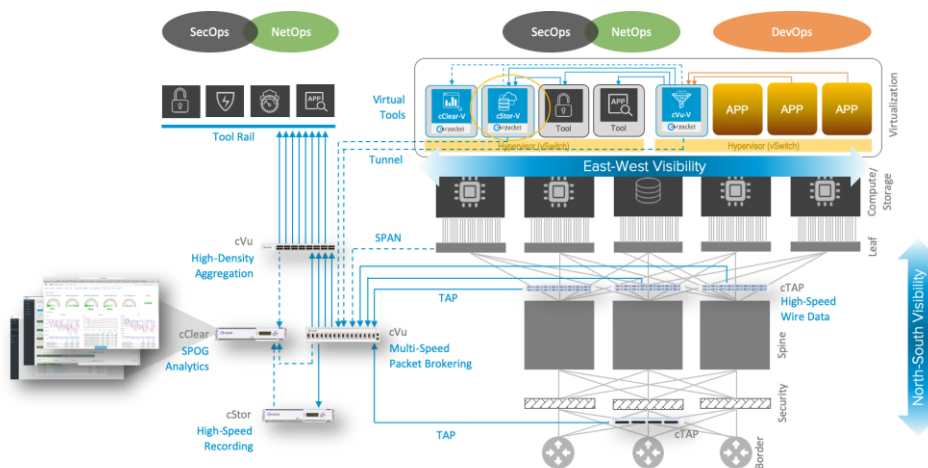 SecOps
NetOps
SecOps
NetOps
DevOps
Virtual
Tools
cClear-V
cStor-V
Tool
APP
Tool
cVu-V
APP
APP
APP
Hypervisor (vSwitch)
Hypervisor (vSwitch)
Virtualization
Tool Rail
APP
Tunnel
East-West Visibility
Compute/
Storage
cVu
High-Density
Aggregation
SPAN
Leaf
TAP
cTAP
High-Speed
Wire Data
cClear
SPOG
Analytics
cVu
Multi-Speed
Packet Brokering
Spine
North-South Visibility
cStor
High-Speed
Recording
TAP
Security
cTAP
Border